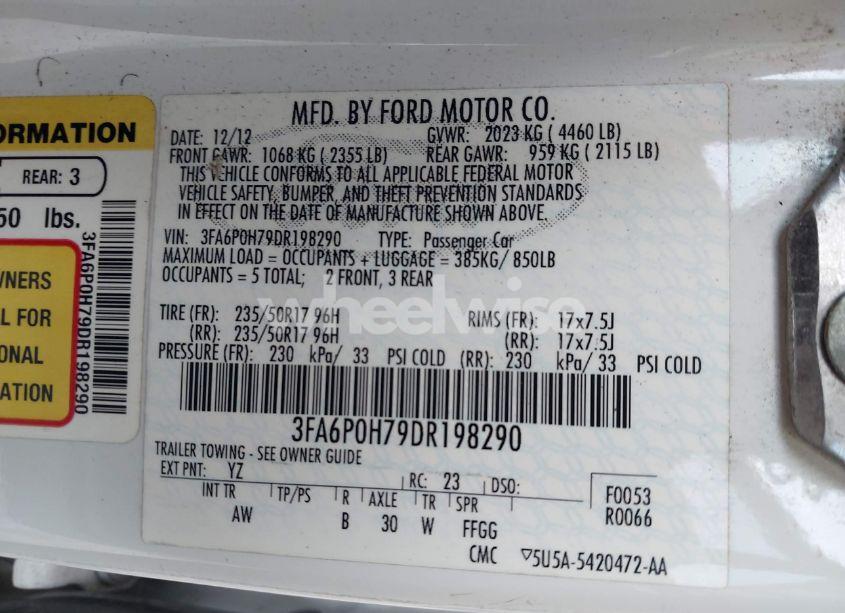 ORMATION
REAR: 3
50 lbs.
3FA6P0H79DR198290
WNERS
L FOR
ONAL
ATION
MFD. BY FORD MOTOR CO.
DATE: 12/12 GVWR: 2023 KG ( 4460 LB)
FRONT GAWR: 1068 KG ( 2355 LB) REAR GAWR: 959 KG ( 2115 LB)
THIS VEHICLE CONFORMS TO ALL APPLICABLE FEDERAL MOTOR
VEHICLE SAFETY, BUMPER, AND THEFT PREVENTION STANDARDS
IN EFFECT ON THE DATE OF MANUFACTURE SHOWN ABOVE.
VIN: 3FA6P0H79DR198290 TYPE: Passenger Car
MAXIMUM LOAD = OCCUPANTS + LUGGAGE = 385KG/ 850LB
OCCUPANTS = 5 TOTAL; 2 FRONT, 3 REAR
wheelwise
TIRE (FR): 235/50R17 96H RIMS (FR): 17x7.5J
(RR): 235/50R17 96H (RR): 17x7.5J
PRESSURE (FR): 230 kPa/ 33 PSI COLD (RR): 230 kPa/ 33 PSI COLD
3FA6P0H79DR198290
TRAILER TOWING - SEE OWNER GUIDE
EXT PNT: YZ RC: 23 DSO: F0053
INT TR TP/PS R AXLE TR SPR R0066
AW B 30 W FFGG
CMC ▽5U5A-5420472-AA